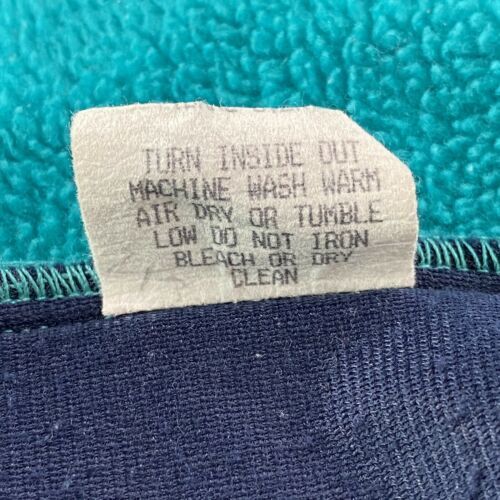 TURN INSIDE OUT
MACHINE WASH WARM
AIR DRY OR TUMBLE
LOW DO NOT IRON
BLEACH OR DRY
CLEAN